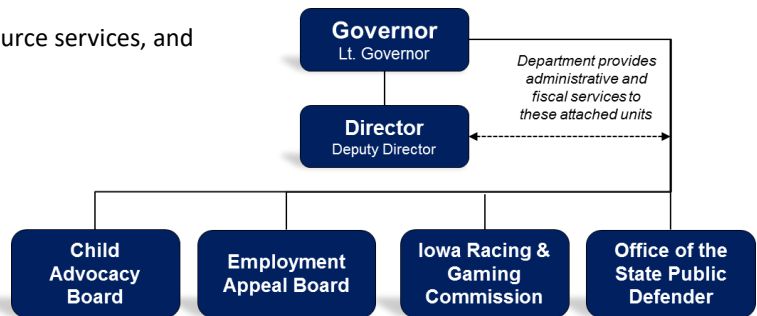 ource services, and
Governor
Lt. Governor
Department provides
administrative and
fiscal services to
these attached units
Director
Deputy Director
Child
Advocacy
Board
Employment
Appeal Board
Iowa Racing &
Gaming
Commission
Office of the
State Public
Defender